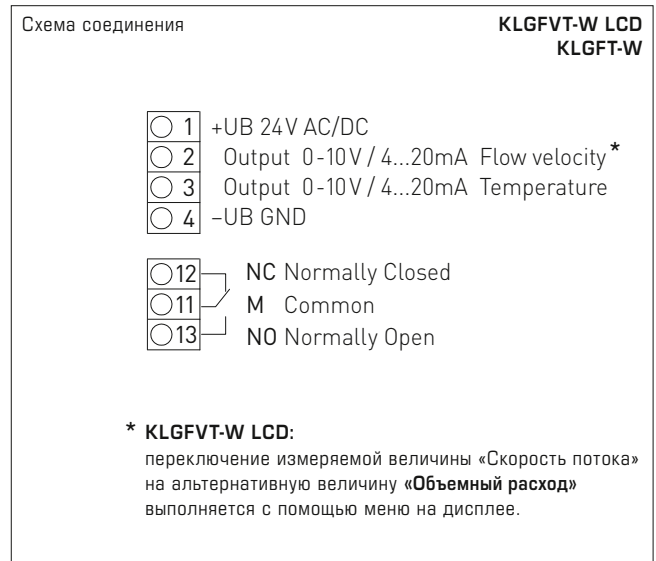 Схема соединения
KLGFVT-W LCD
KLGFT-W
1 +UB 24V AC/DC
2 Output 0-10V / 4...20mA Flow velocity*
3 Output 0-10V / 4...20mA Temperature
4 –UB GND
12 NC Normally Closed
11 M Common
13 NO Normally Open
* KLGFVT-W LCD:
переключение измеряемой величины «Скорость потока»
на альтернативную величину «Объемный расход»
выполняется с помощью меню на дисплее.